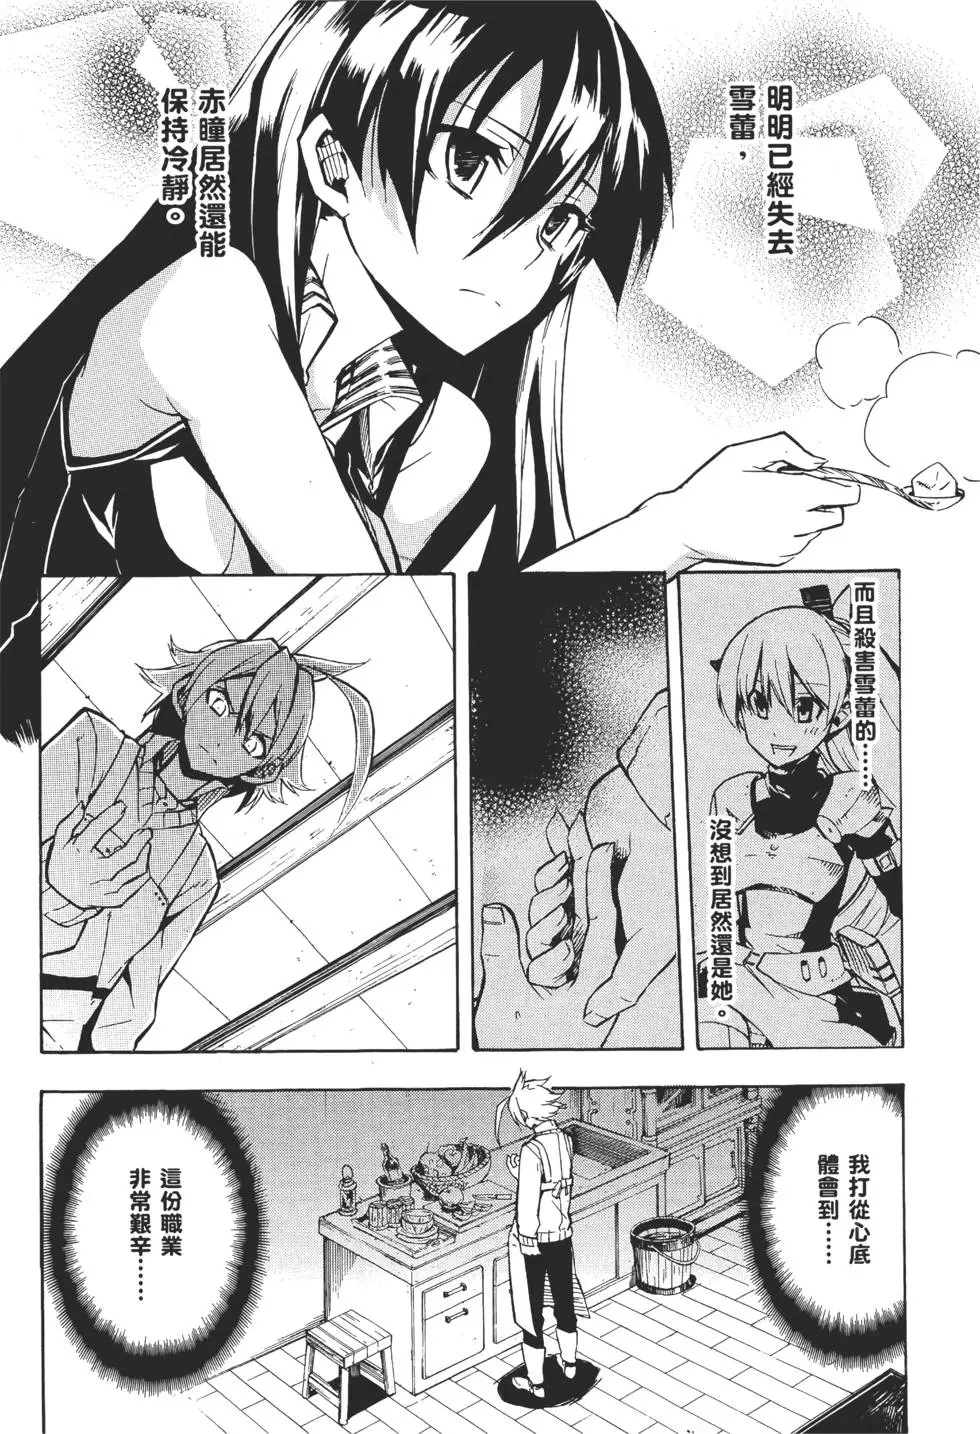 明明已經失去
雪蕾，
赤瞳居然還能
保持冷靜。
而且殺害雪蕾的……
沒想到居然還是她。
我打從心底
體會到……
這份職業
非常艱辛……